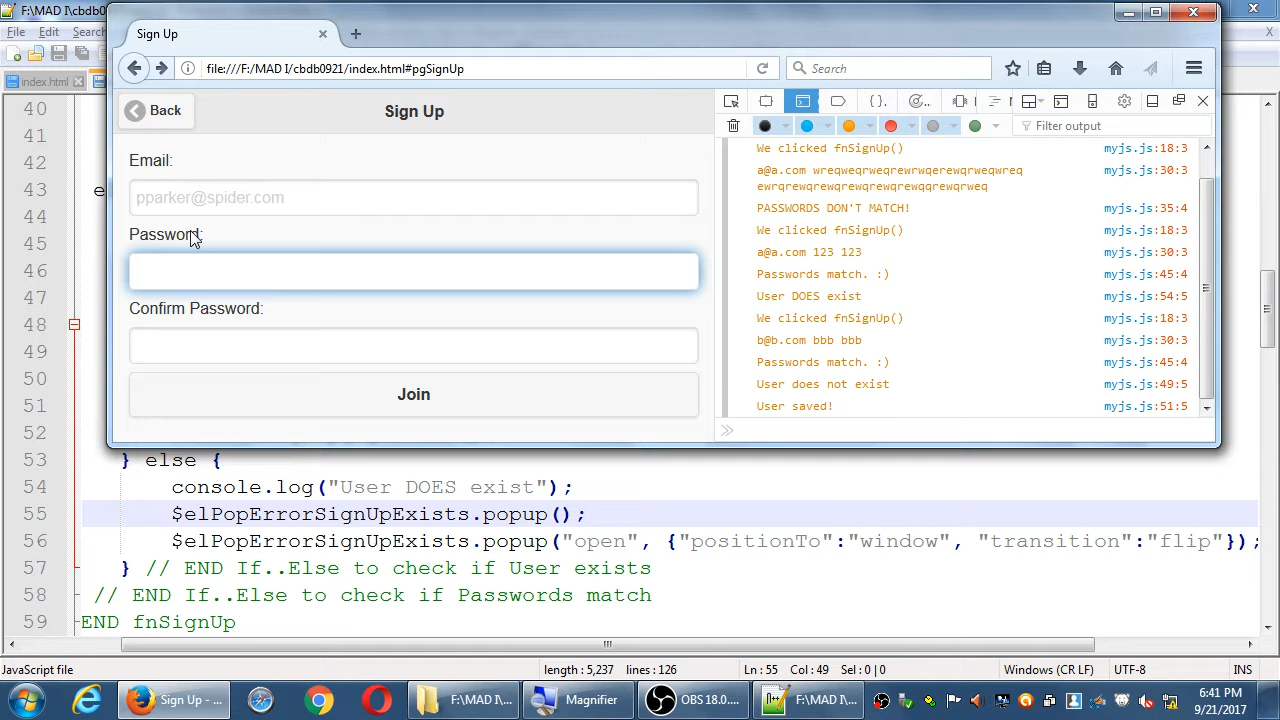 F:\MAD I\cbdb0
File Edit Search
index.html
Sign Up
file:///F:/MAD I/cbdb0921/index.html#pgSignUp
Search
Back
Sign Up
Email:
pparker@spider.com
Password:
Confirm Password:
Join
Filter output
We clicked fnSignUp() myjs.js:18:3
a@a.com wreqweqrweqrewrwqerewrqerweqwreq myjs.js:30:3
ewrqrewrqewrewrqrewrewrqqrewqrweq
PASSWORDS DON'T MATCH! myjs.js:35:4
We clicked fnSignUp() myjs.js:18:3
a@a.com 123 123 myjs.js:30:3
Passwords match. :) myjs.js:45:4
User DOES exist myjs.js:54:5
We clicked fnSignUp() myjs.js:18:3
b@b.com bbb bbb myjs.js:30:3
Passwords match. :) myjs.js:45:4
User does not exist myjs.js:49:5
User saved! myjs.js:51:5
40
41
42
43 e
44
45
46
47
48
49
50
51
52
53 } else {
54 console.log("User DOES exist");
55 $elPopErrorSignUpExists.popup();
56 $elPopErrorSignUpExists.popup("open", {"positionTo":"window", "transition":"flip"});
57 } // END If..Else to check if User exists
58 // END If..Else to check if Passwords match
59 END fnSignUp
JavaScript file length : 5,237 lines : 126 Ln : 55 Col : 49 Sel : 0 | 0 Windows (CR LF) UTF-8 INS
Sign Up - ...
F:\MAD I\cb...
Magnifier
OBS 18.0....
F:\MAD I\cb...
6:41 PM
9/21/2017